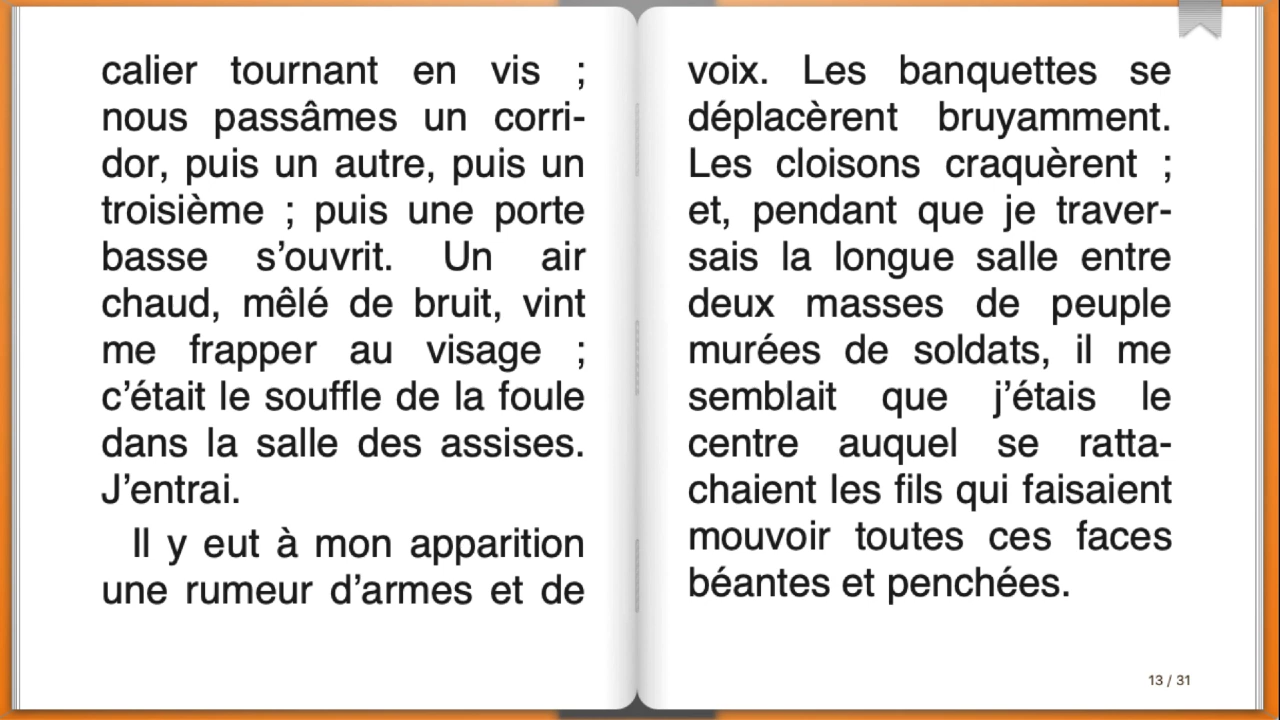 calier tournant en vis ;
nous passâmes un corri-
dor, puis un autre, puis un
troisième ; puis une porte
basse s’ouvrit. Un air
chaud, mêlé de bruit, vint
me frapper au visage ;
c’était le souffle de la foule
dans la salle des assises.
J’entrai.
Il y eut à mon apparition
une rumeur d’armes et de
voix. Les banquettes se
déplacèrent bruyamment.
Les cloisons craquèrent ;
et, pendant que je traver-
sais la longue salle entre
deux masses de peuple
murées de soldats, il me
semblait que j’étais le
centre auquel se ratta-
chaient les fils qui faisaient
mouvoir toutes ces faces
béantes et penchées.
13 / 31